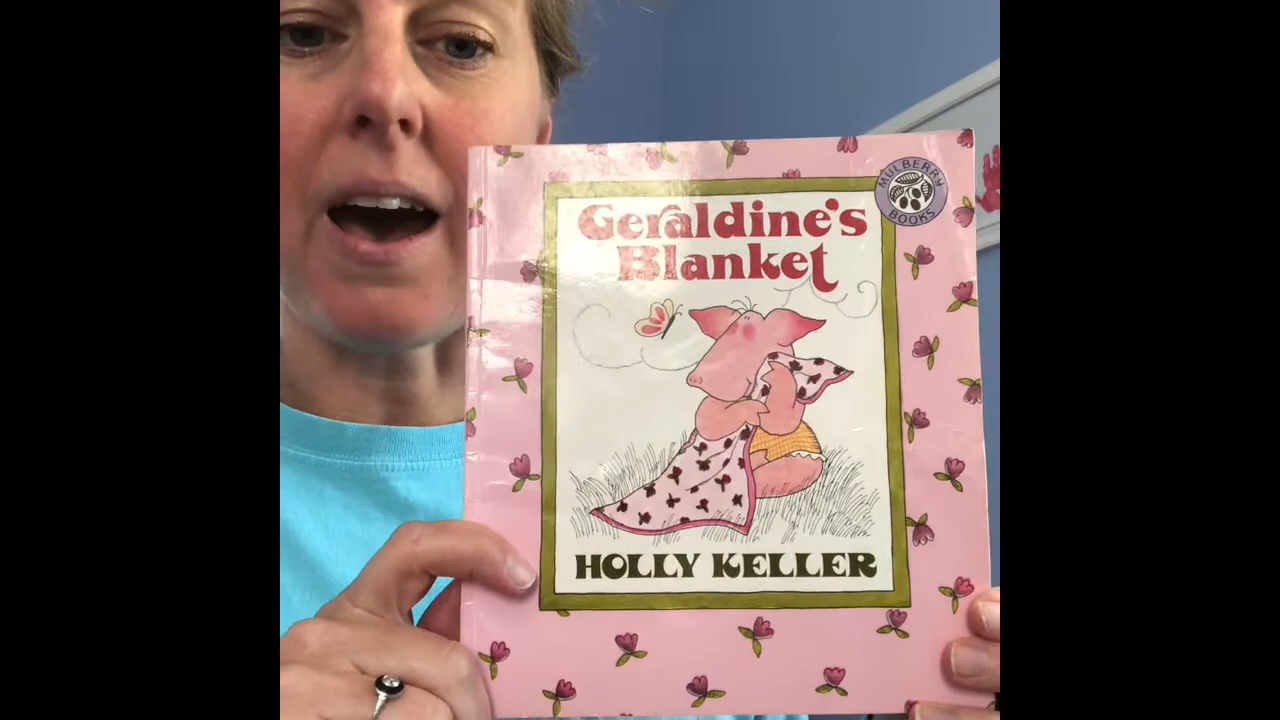 MULBERRY
BOOKS
Geraldine's
Blanket
HOLLY KELLER